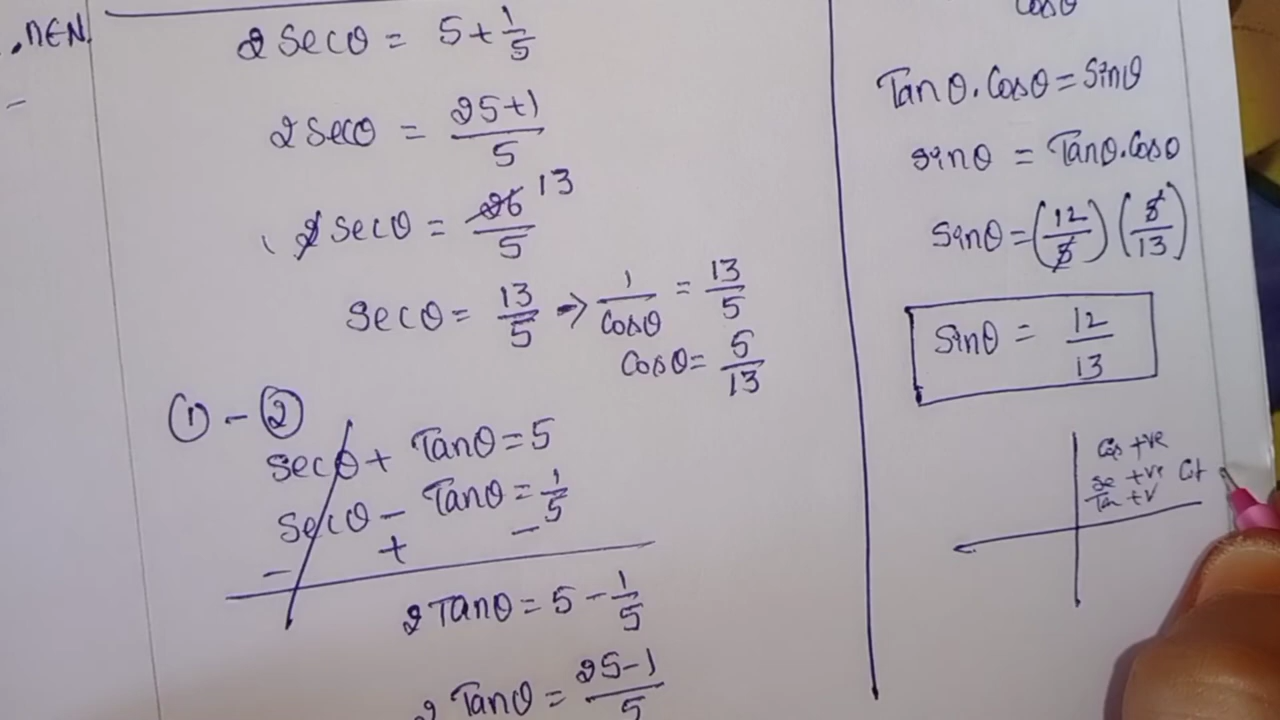 , nEN.
2 secθ = 5 + 1/5
2 secθ = 25+1/5
2 secθ = 26/5 13
secθ = 13/5 → 1/cosθ = 13/5
cosθ = 5/13
① - ②
secθ + Tanθ = 5
secθ - Tanθ = 1/5
- + -
2 Tanθ = 5 - 1/5
2 Tanθ = 25-1/5
cosθ
Tanθ . cosθ = sinθ
sinθ = Tanθ.cosθ
sinθ = (12/5) (5/13)
sinθ = 12/13
cos +ve
se +ve
Tan +v